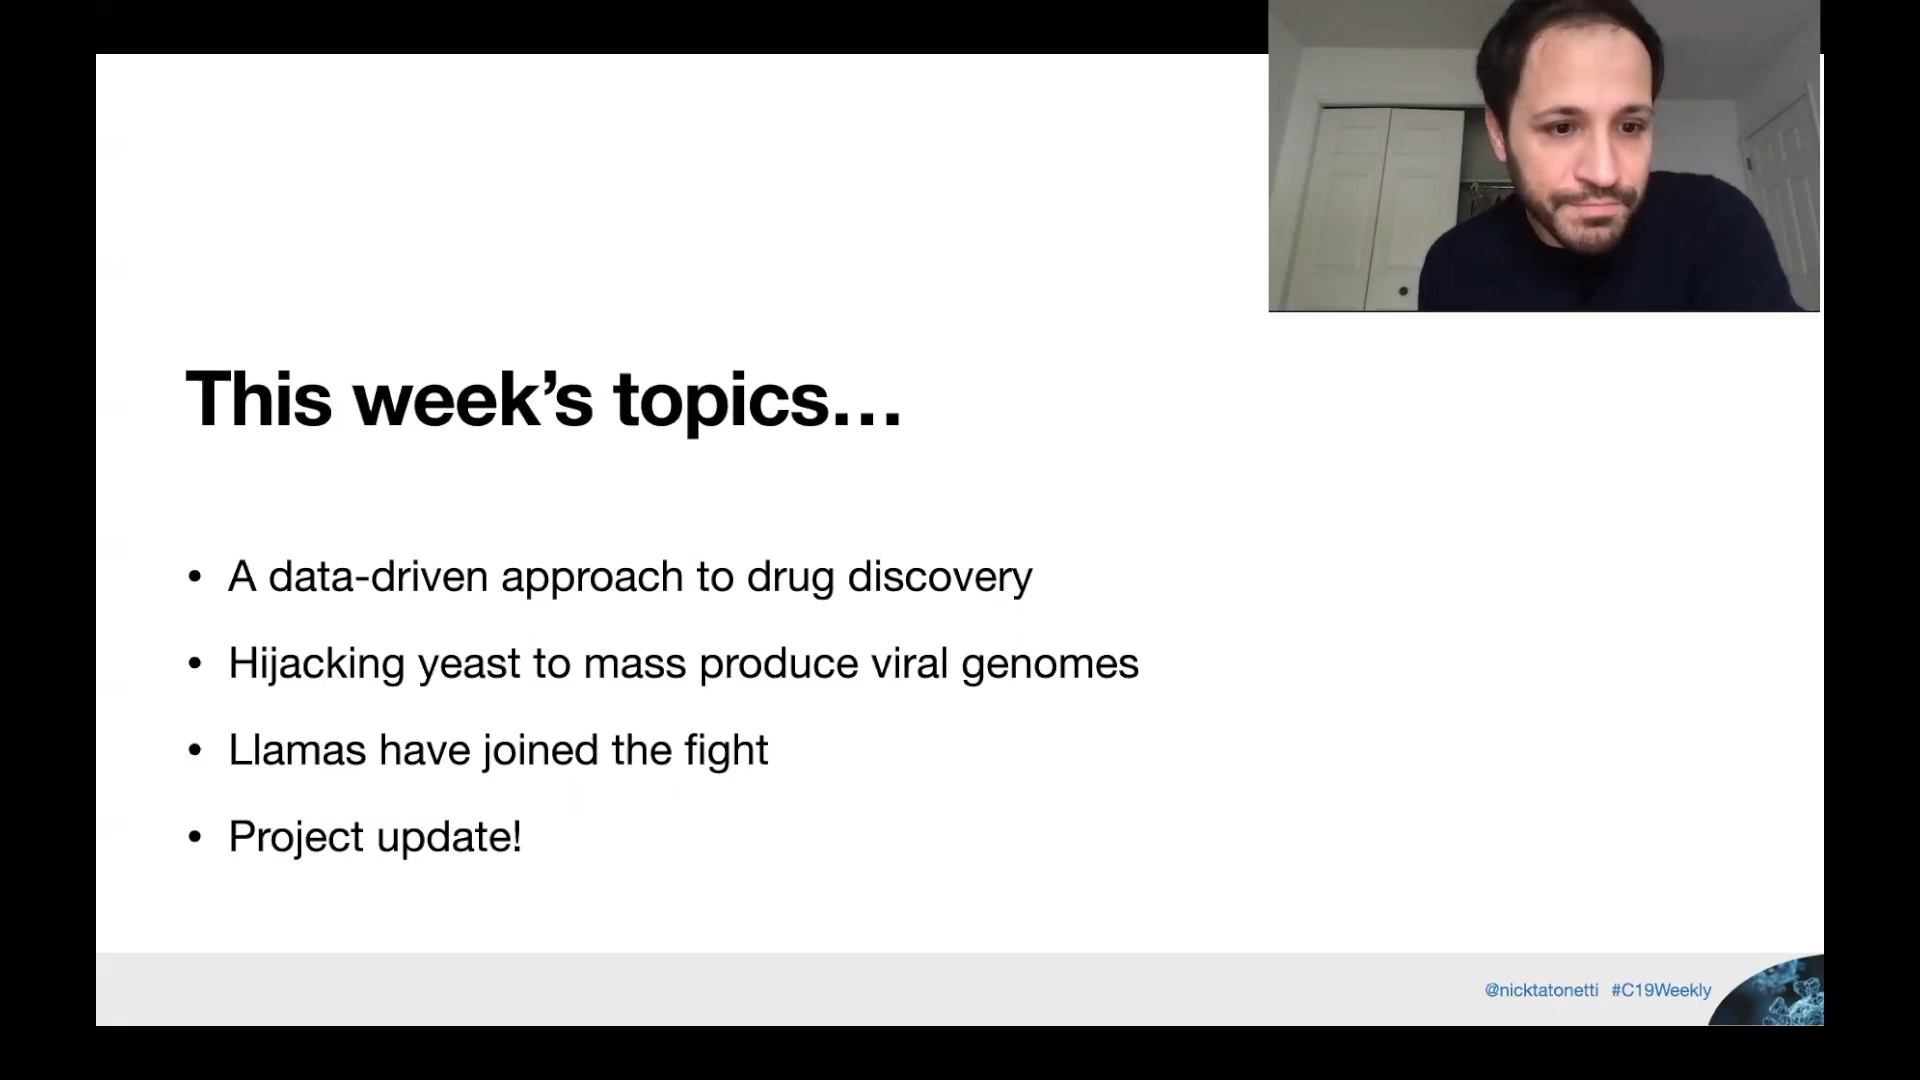 This week’s topics…
• A data-driven approach to drug discovery
• Hijacking yeast to mass produce viral genomes
• Llamas have joined the fight
• Project update!
@nicktatonetti #C19Weekly